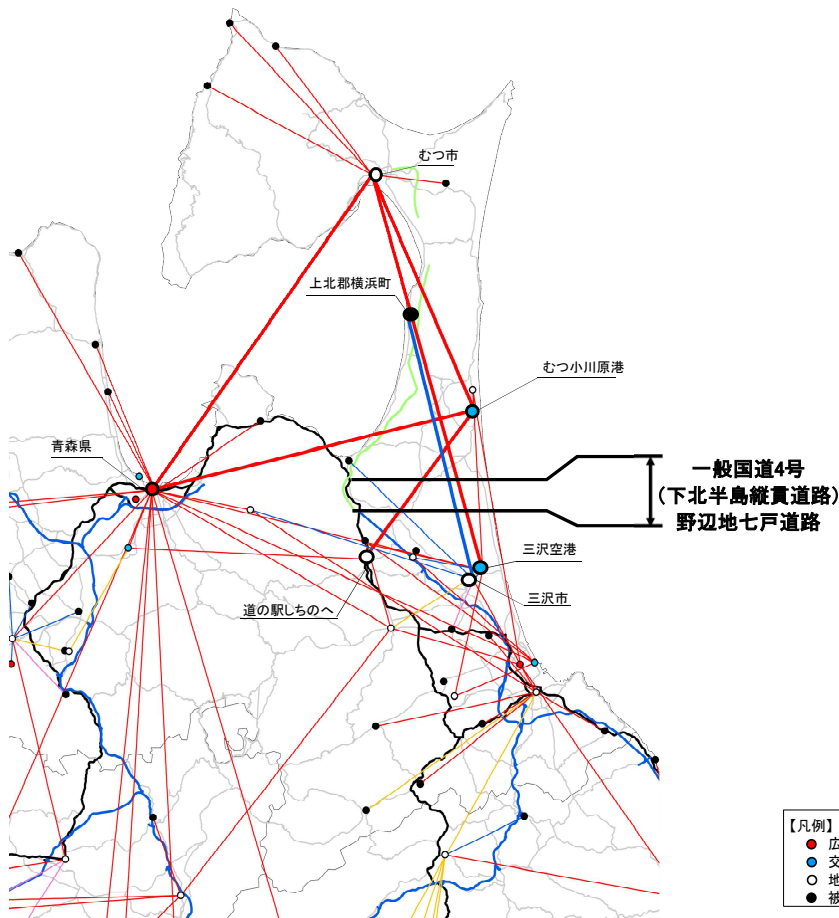 むつ市
上北郡横浜町
むつ小川原港
青森県
一般国道4号
(下北半島縦貫道路)
野辺地七戸道路
三沢空港
三沢市
道の駅しちのへ
【凡例】
広
交
地
被